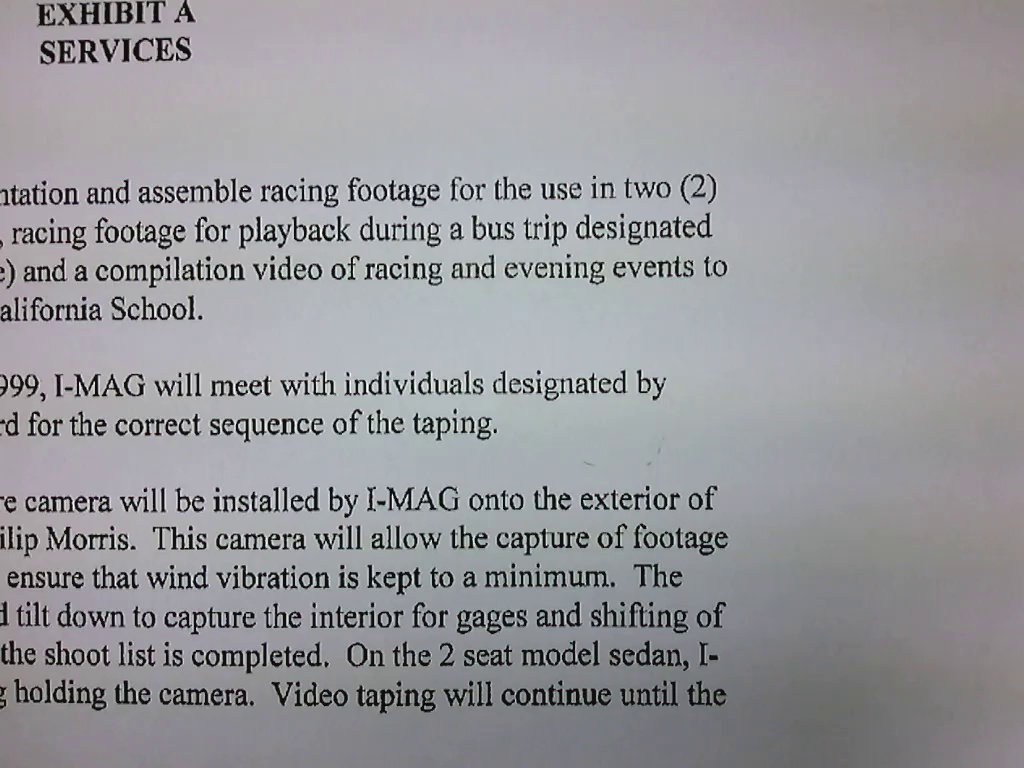 EXHIBIT A
SERVICES
and assemble racing footage for the use in two (2)
, racing footage for playback during a bus trip designated
) and a compilation video of racing and evening events to
alifornia School.
999, I-MAG will meet with individuals designated by
rd for the correct sequence of the taping.
re camera will be installed by I-MAG onto the exterior of
ilip Morris. This camera will allow the capture of footage
ensure that wind vibration is kept to a minimum. The
tilt down to capture the interior for gages and shifting of
the shoot list is completed. On the 2 seat model sedan, I-
holding the camera. Video taping will continue until the